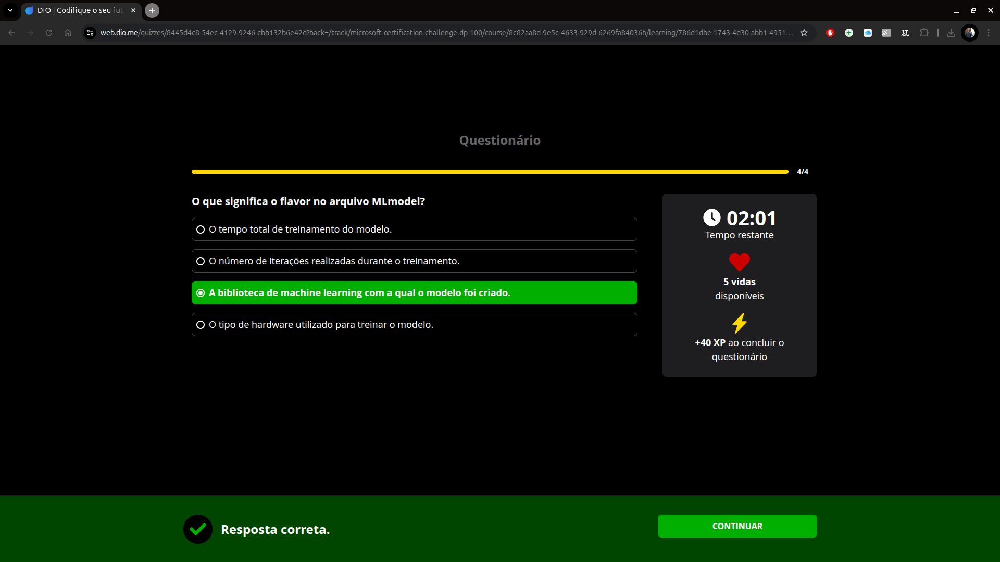 DIO | Codifique o seu fut
web.dio.me/quizzes/8445d4c8-54ec-4129-9246-cbb132b6e42d?back=/track/microsoft-certification-challenge-dp-100/course/8c82aa8d-9e5c-4633-929d-6269fa84036b/learning/786d1dbe-1743-4d30-abb1-4951...
Questionário
4/4
O que significa o flavor no arquivo MLmodel?
O tempo total de treinamento do modelo.
O número de iterações realizadas durante o treinamento.
A biblioteca de machine learning com a qual o modelo foi criado.
O tipo de hardware utilizado para treinar o modelo.
02:01
Tempo restante
5 vidas
disponíveis
+40 XP ao concluir o
questionário
Resposta correta.
CONTINUAR